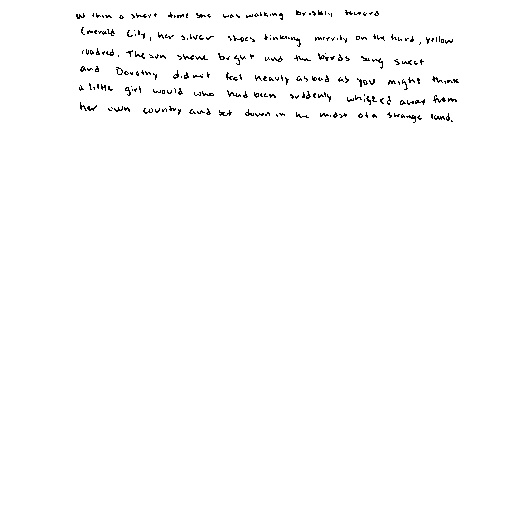 Within a short time she was walking briskly toward
Emerald City, her silver shoes tinkling merrily on the hard, yellow
roadred. The sun shone bright and the birds sang sweet
and Dorothy did not feel nearly as bad as you might think
a little girl would who had been suddenly whisked away from
her own country and set down in the midst of a strange land.